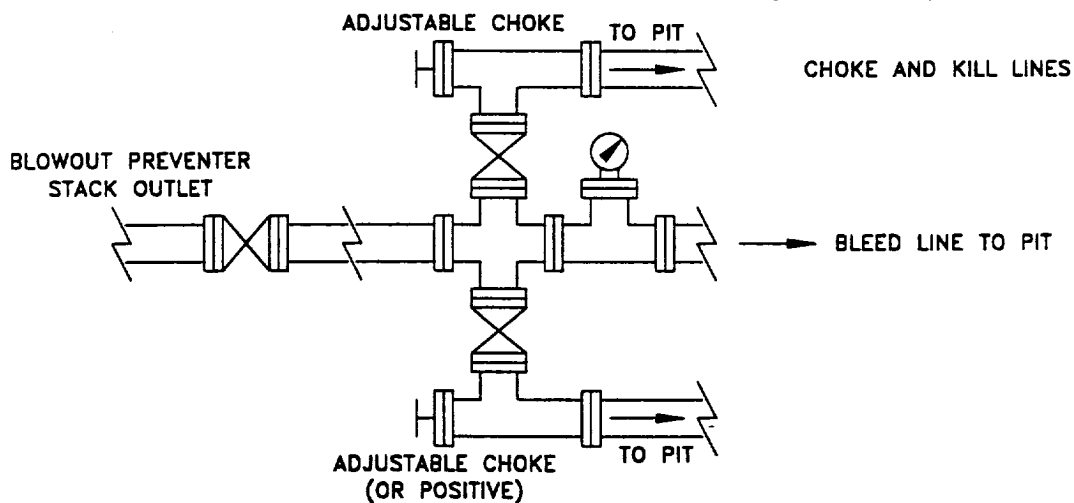 ADJUSTABLE CHOKE
TO PIT
CHOKE AND KILL LINES
BLOWOUT PREVENTER
STACK OUTLET
BLEED LINE TO PIT
TO PIT
ADJUSTABLE CHOKE
(OR POSITIVE)